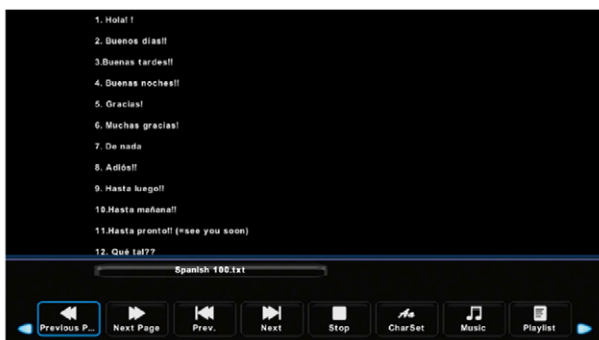 1. Hola! !
2. Buenos días!!
3.Buenas tardes!!
4. Buenas noches!!
5. Gracias!
6. Muchas gracias!
7. De nada
8. Adiós!!
9. Hasta luego!!
10.Hasta mañana!!
11.Hasta pronto!! (=see you soon)
12. Qué tal??
Spanish 100.txt
Previous P... Next Page Prev. Next Stop CharSet Music Playlist